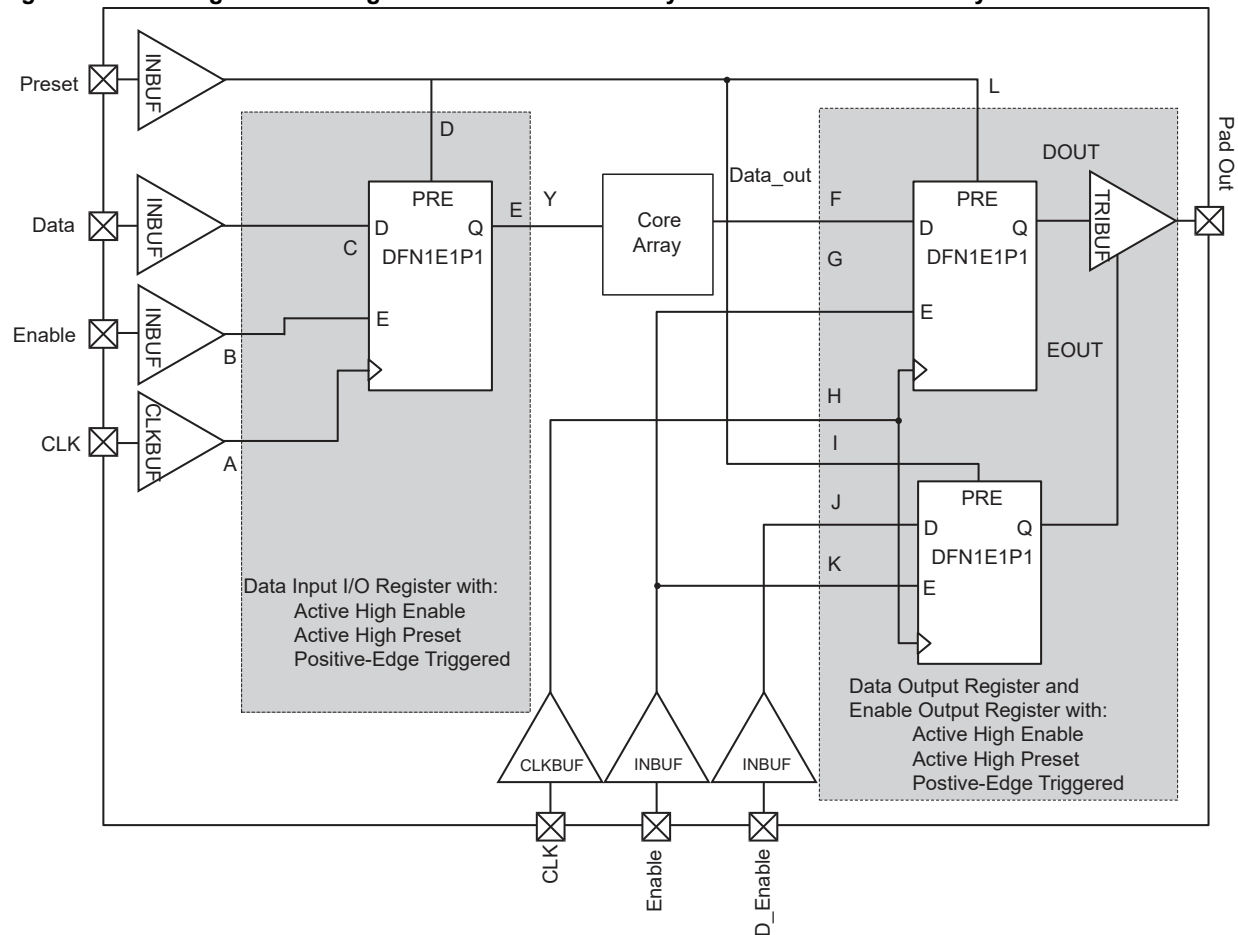 Preset
INBUF
L
D
Pad Out
DOUT
PRE
Data_out
PRE
TRIBUF
INBUF
Data
D
Q
E
Y
Core
Array
F
D
Q
C
DFN1E1P1
G
DFN1E1P1
INBUF
Enable
E
E
B
EOUT
CLKBUF
H
CLK
A
I
PRE
J
D
Q
DFN1E1P1
K
E
Data Input I/O Register with:
Active High Enable
Active High Preset
Positive-Edge Triggered
Data Output Register and
Enable Output Register with:
Active High Enable
Active High Preset
Postive-Edge Triggered
CLKBUF
INBUF
INBUF
CLK
Enable
D_Enable